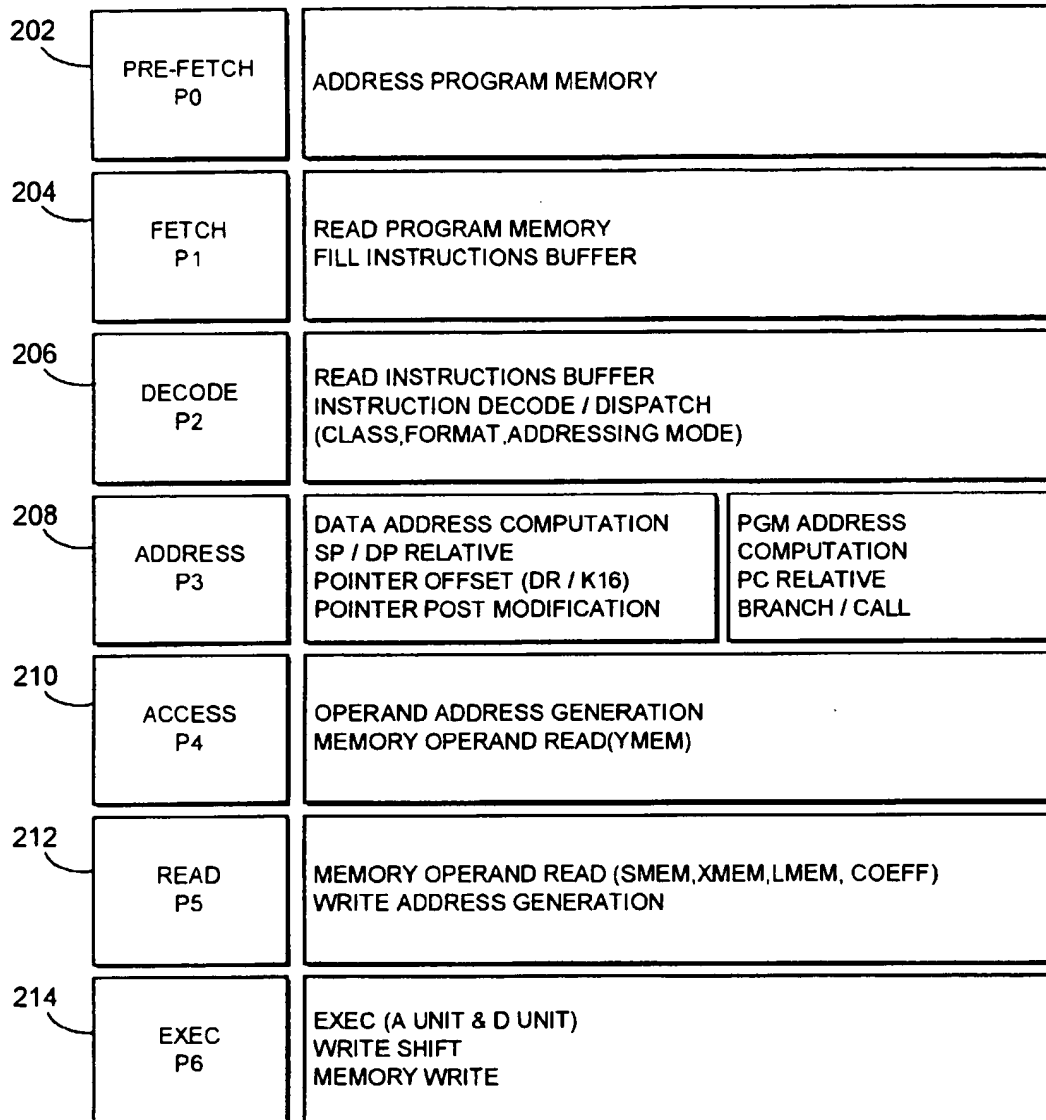 202
PRE-FETCH
P0
ADDRESS PROGRAM MEMORY
204
FETCH
P1
READ PROGRAM MEMORY
FILL INSTRUCTIONS BUFFER
206
DECODE
P2
READ INSTRUCTIONS BUFFER
INSTRUCTION DECODE / DISPATCH
(CLASS,FORMAT,ADDRESSING MODE)
208
ADDRESS
P3
DATA ADDRESS COMPUTATION
SP / DP RELATIVE
POINTER OFFSET (DR / K16)
POINTER POST MODIFICATION
PGM ADDRESS
COMPUTATION
PC RELATIVE
BRANCH / CALL
210
ACCESS
P4
OPERAND ADDRESS GENERATION
MEMORY OPERAND READ(YMEM)
212
READ
P5
MEMORY OPERAND READ (SMEM,XMEM,LMEM, COEFF)
WRITE ADDRESS GENERATION
214
EXEC
P6
EXEC (A UNIT & D UNIT)
WRITE SHIFT
MEMORY WRITE